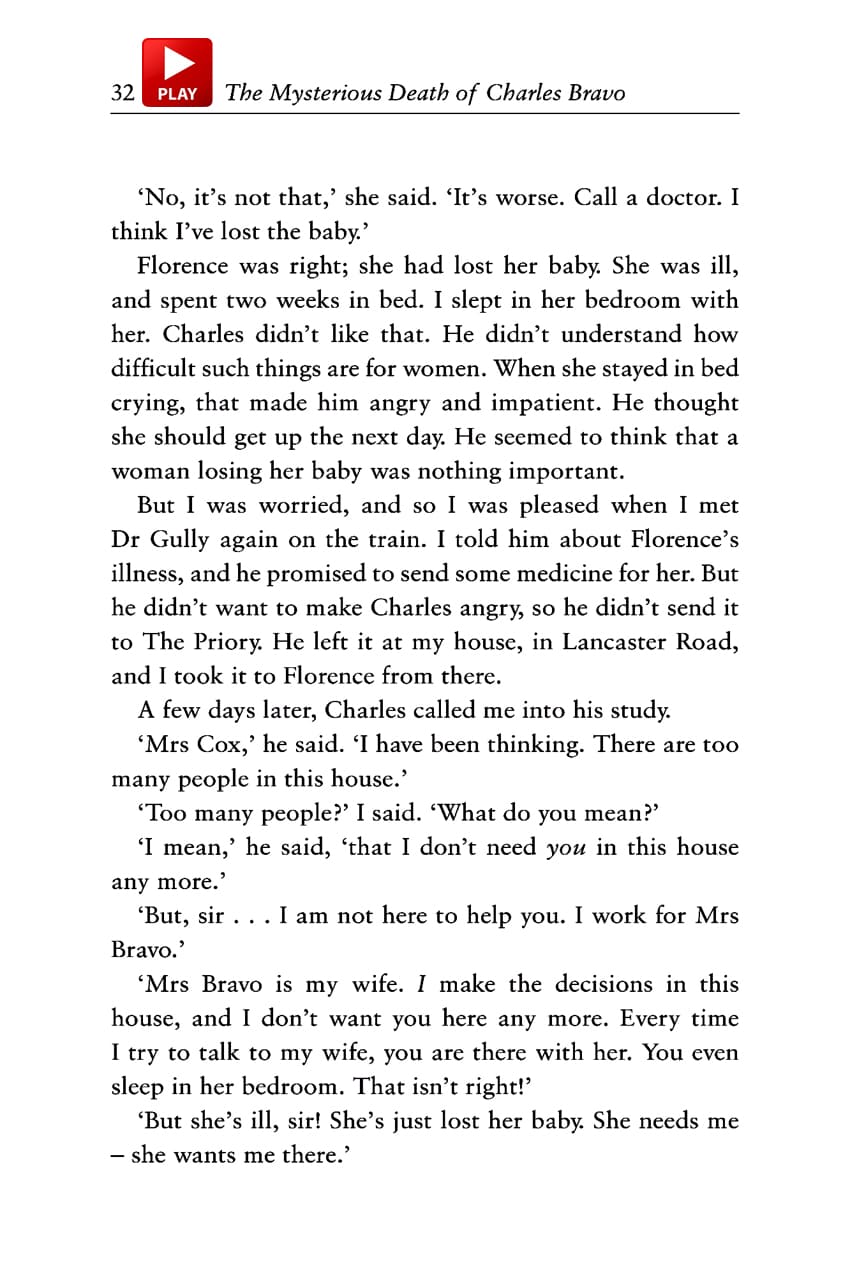 32 PLAY The Mysterious Death of Charles Bravo
‘No, it’s not that,’ she said. ‘It’s worse. Call a doctor. I
think I’ve lost the baby.’
Florence was right; she had lost her baby. She was ill,
and spent two weeks in bed. I slept in her bedroom with
her. Charles didn’t like that. He didn’t understand how
difficult such things are for women. When she stayed in bed
crying, that made him angry and impatient. He thought
she should get up the next day. He seemed to think that a
woman losing her baby was nothing important.
But I was worried, and so I was pleased when I met
Dr Gully again on the train. I told him about Florence’s
illness, and he promised to send some medicine for her. But
he didn’t want to make Charles angry, so he didn’t send it
to The Priory. He left it at my house, in Lancaster Road,
and I took it to Florence from there.
A few days later, Charles called me into his study.
‘Mrs Cox,’ he said. ‘I have been thinking. There are too
many people in this house.’
‘Too many people?’ I said. ‘What do you mean?’
‘I mean,’ he said, ‘that I don’t need you in this house
any more.’
‘But, sir . . . I am not here to help you. I work for Mrs
Bravo.’
‘Mrs Bravo is my wife. I make the decisions in this
house, and I don’t want you here any more. Every time
I try to talk to my wife, you are there with her. You even
sleep in her bedroom. That isn’t right!’
‘But she’s ill, sir! She’s just lost her baby. She needs me
– she wants me there.’